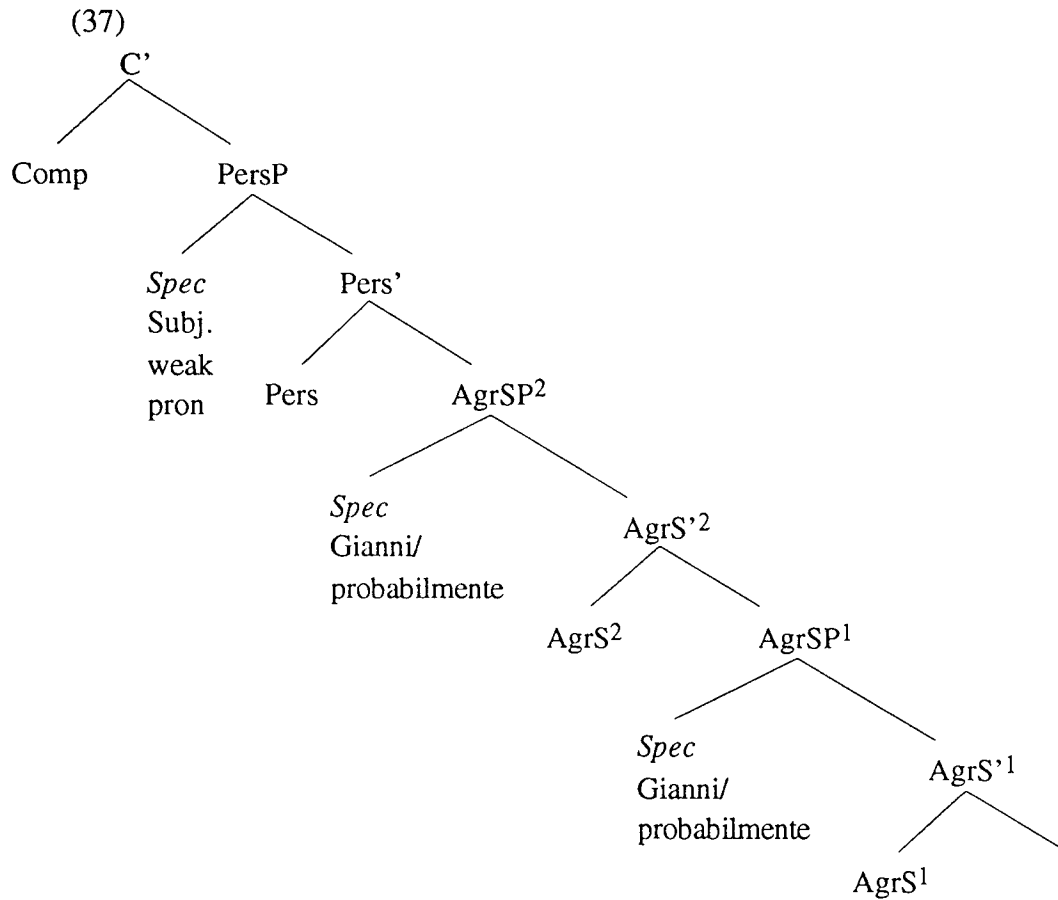 (37)
C’
Comp PersP
Spec Pers’
Subj.
weak
pron Pers AgrSP2
Spec AgrS’2
Gianni/
probabilmente
AgrS2 AgrSP1
Spec AgrS’1
Gianni/
probabilmente
AgrS1